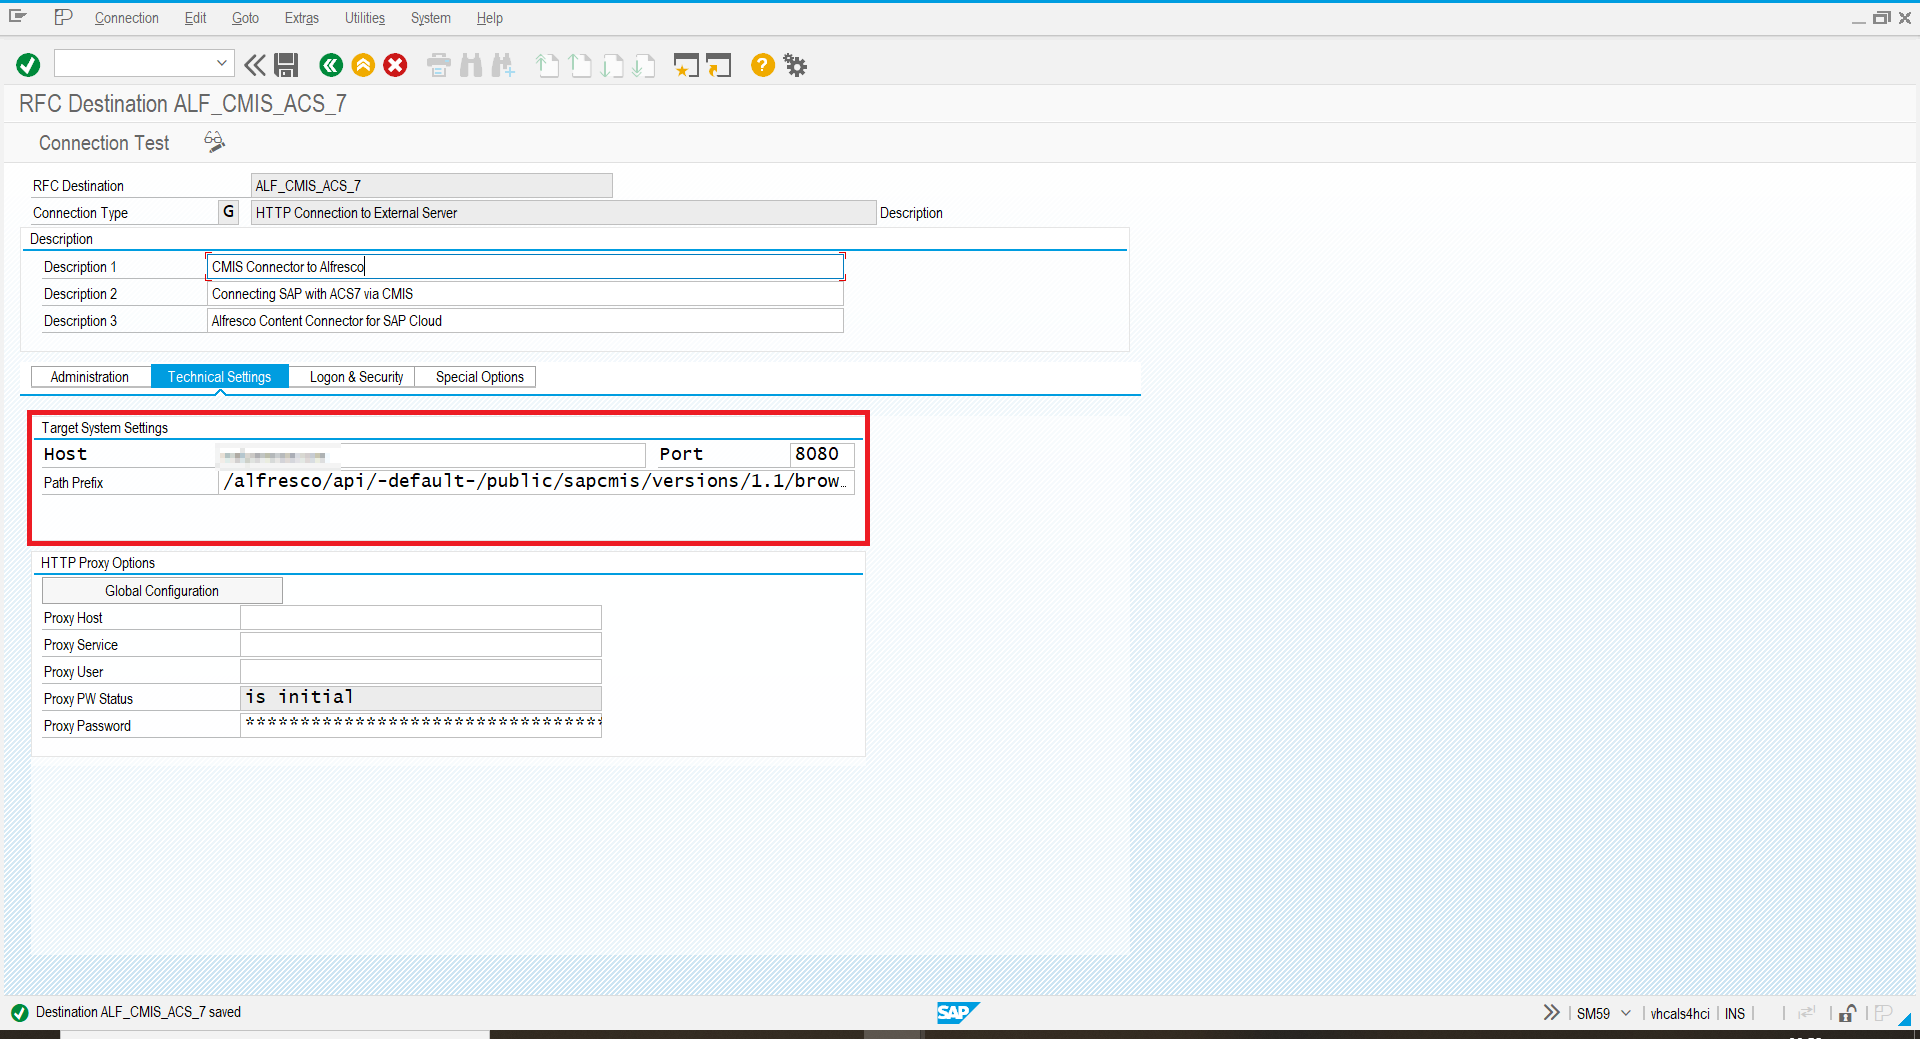 Connection Edit Goto Extras Utilities System Help
RFC Destination ALF_CMIS_ACS_7
Connection Test
RFC Destination ALF_CMIS_ACS_7
Connection Type G HTTP Connection to External Server Description
Description
Description 1 CMIS Connector to Alfresco
Description 2 Connecting SAP with ACS7 via CMIS
Description 3 Alfresco Content Connector for SAP Cloud
Administration Technical Settings Logon & Security Special Options
Target System Settings
Host Port 8080
Path Prefix /alfresco/api/-default-/public/sapcmis/versions/1.1/brow…
HTTP Proxy Options
Global Configuration
Proxy Host
Proxy Service
Proxy User
Proxy PW Status is initial
Proxy Password *********************************
Destination ALF_CMIS_ACS_7 saved SAP SM59 vhcals4hci INS